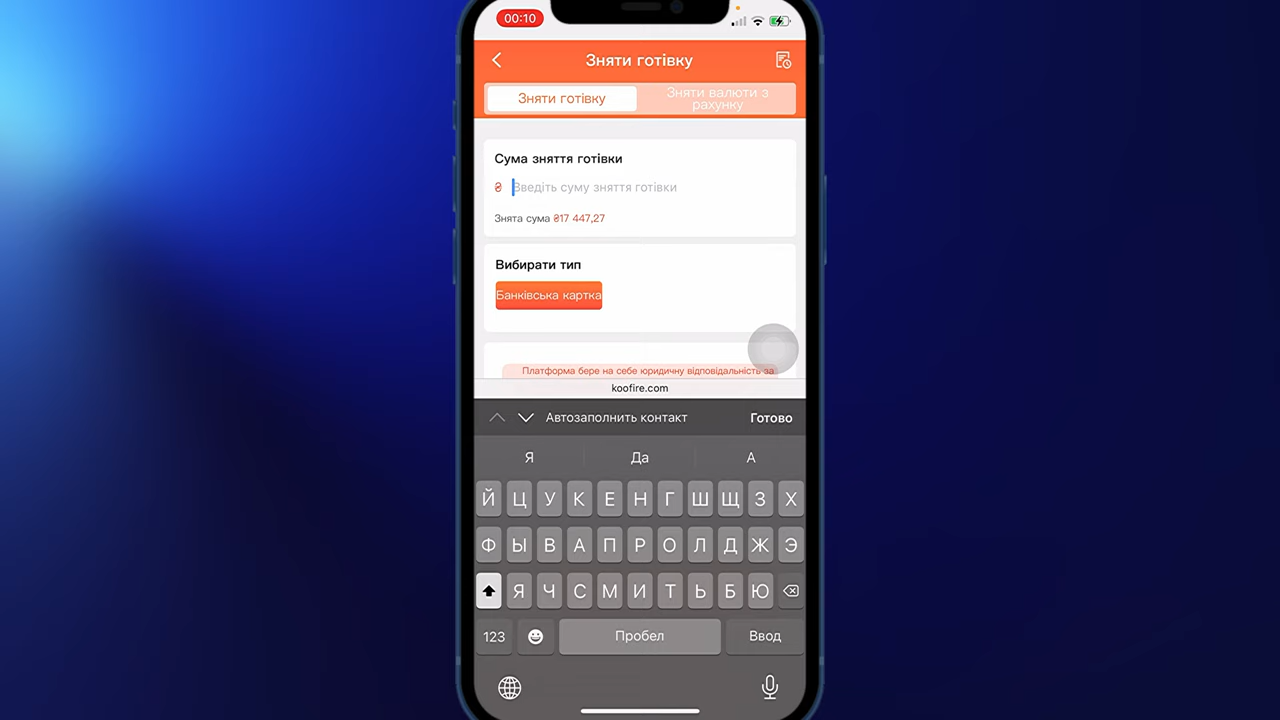 00:10
Зняти готівку
Зняти готівку
Зняти валюти з
рахунку
Сума зняття готівки
₴ Введіть суму зняття готівки
Знята сума ₴17 447,27
Вибирати тип
Банківська картка
Платформа бере на себе юридичну відповідальність за
koofire.com
Автозаполнить контакт Готово
Я Да А
Й Ц У К Е Н Г Ш Щ З Х
Ф Ы В А П Р О Л Д Ж Э
Я Ч С М И Т Ь Б Ю
123 Пробел Ввод